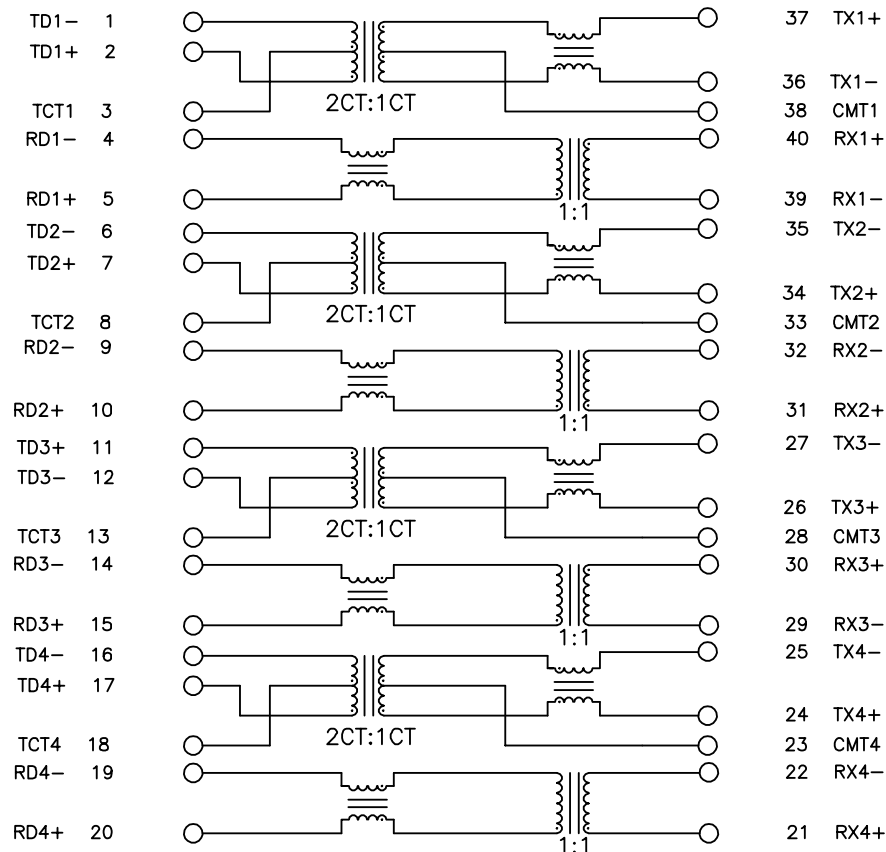 TD1- 1 37 TX1+
TD1+ 2
36 TX1-
2CT:1CT
TCT1 3 38 CMT1
RD1- 4 40 RX1+
RD1+ 5 39 RX1-
1:1
TD2- 6 35 TX2-
TD2+ 7
34 TX2+
2CT:1CT
TCT2 8 33 CMT2
RD2- 9 32 RX2-
RD2+ 10 31 RX2+
1:1
TD3+ 11 27 TX3-
TD3- 12
26 TX3+
2CT:1CT
TCT3 13 28 CMT3
RD3- 14 30 RX3+
RD3+ 15 29 RX3-
1:1
TD4- 16 25 TX4-
TD4+ 17
24 TX4+
2CT:1CT
TCT4 18 23 CMT4
RD4- 19 22 RX4-
RD4+ 20 21 RX4+
1:1